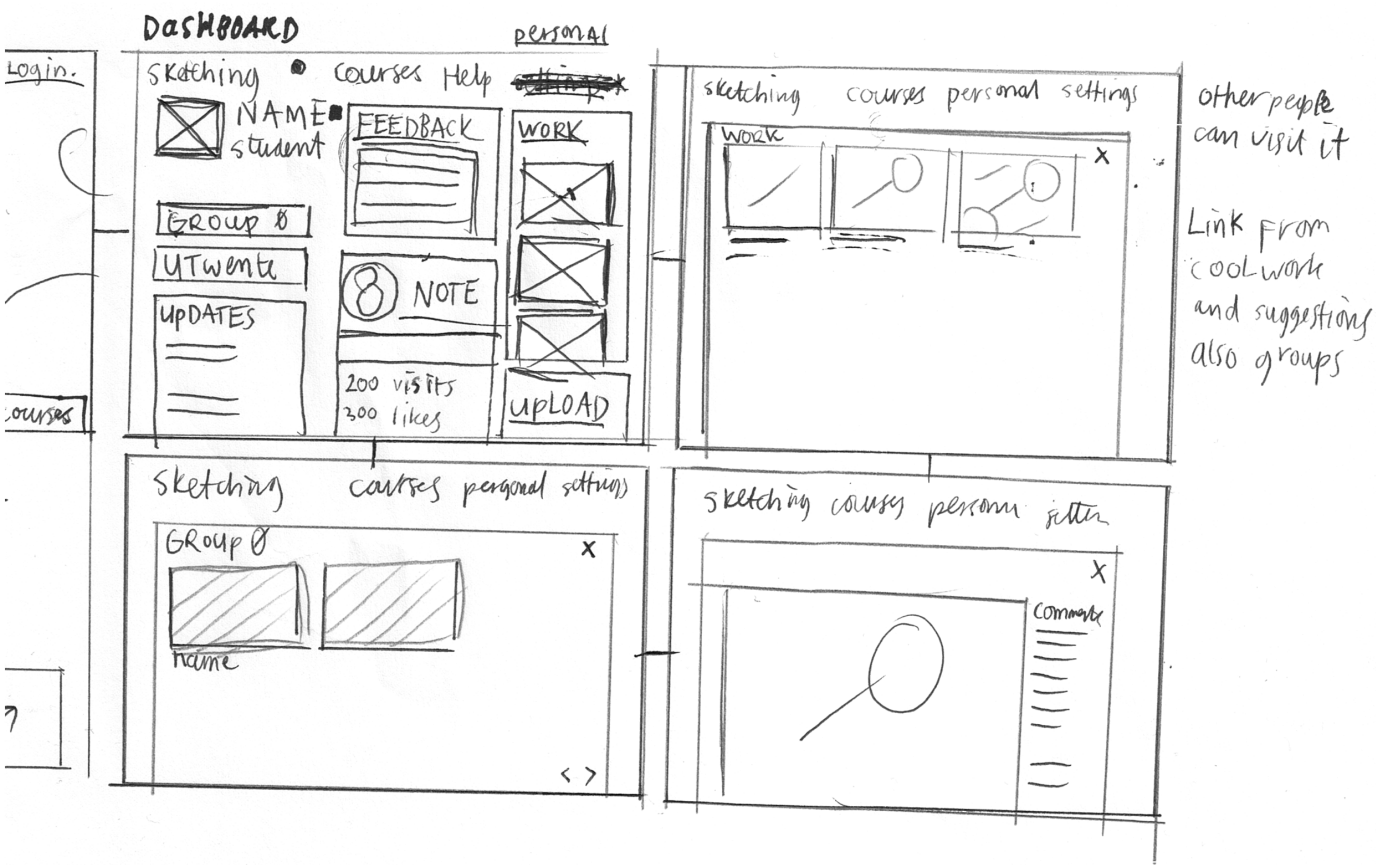 DASHBOARD
personal
Login.
sketching courses Help
NAME
student
FEEDBACK
WORK
GROUP 0
UTwente
UPDATES
8 NOTE
200 visits
300 likes
UPLOAD
courses
sketching courses personal settings
WORK
X
other people
can visit it
Link from
cool work
and suggestions
also groups
sketching courses personal settings
GROUP 0
X
name
< >
sketching courses
X
comments